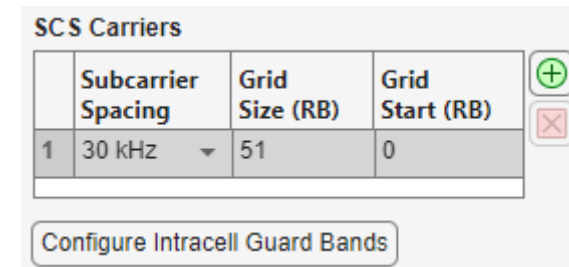 SCS Carriers
Subcarrier Spacing Grid Size (RB) Grid Start (RB)
1 30 kHz 51 0
Configure Intracell Guard Bands